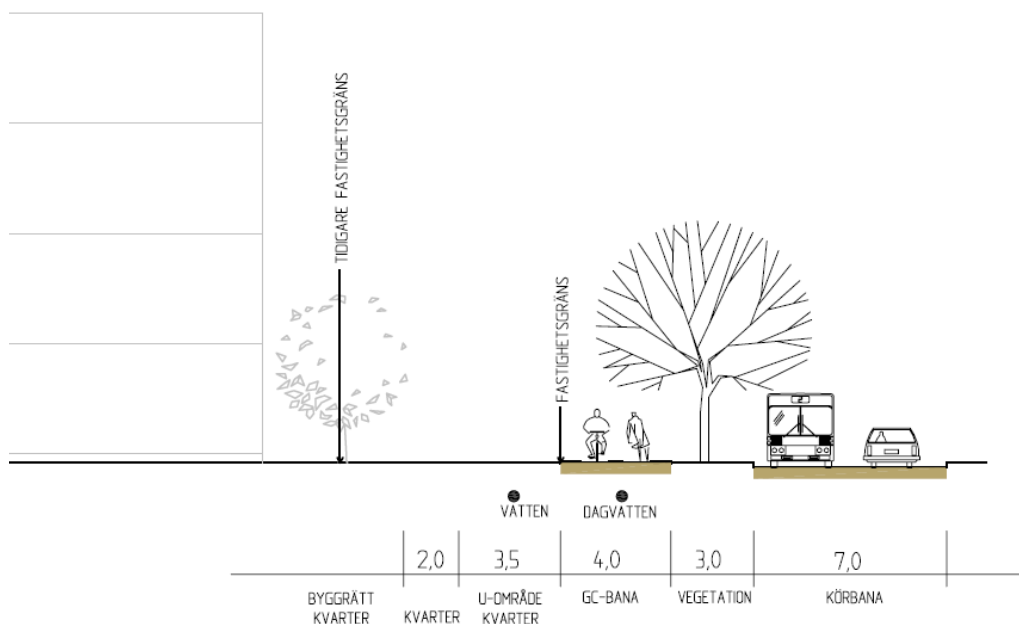 TIDIGARE FASTIGHETSGRÄNS
FASTIGHETSGRÄNS
VATTEN
DAGVATTEN
2,0
3,5
4,0
3,0
7,0
BYGGRÄTT
KVARTER
KVARTER
U-OMRÅDE
KVARTER
GC-BANA
VEGETATION
KÖRBANA